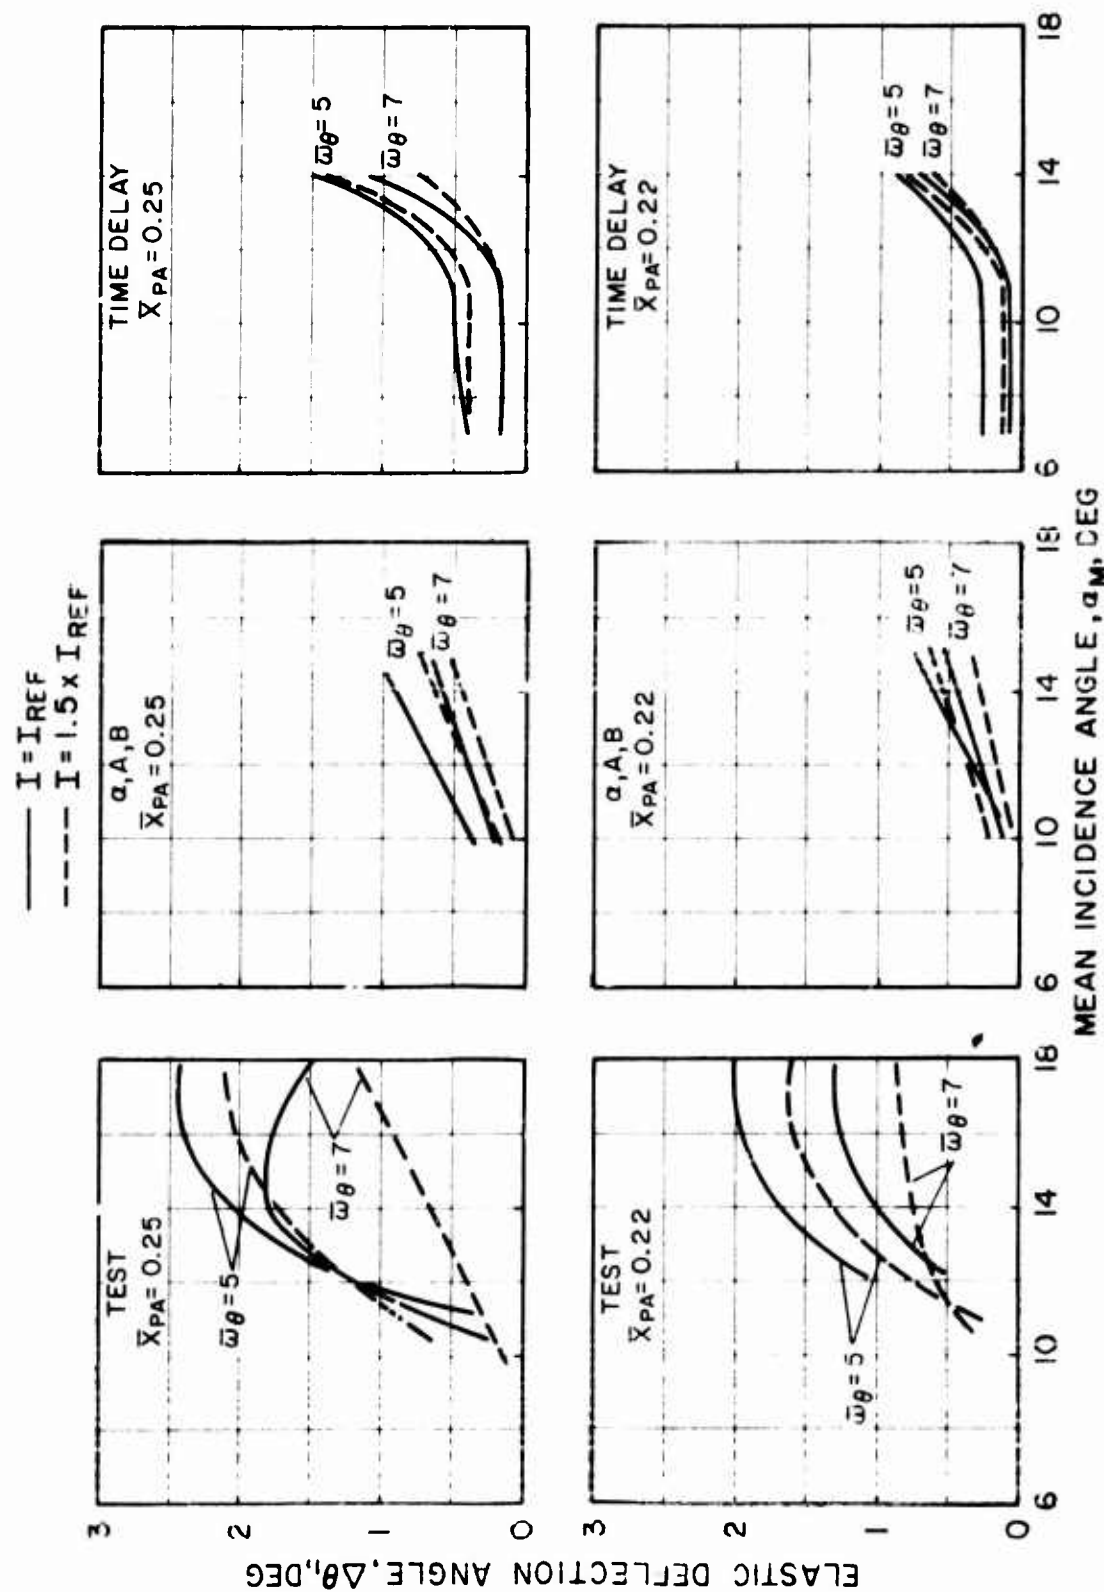 I = IREF
I = 1.5 x IREF
TEST
X̄PA = 0.25
ω̄θ = 5
ω̄θ = 7
α, A, B
X̄PA = 0.25
ω̄θ = 5
ω̄θ = 7
TIME DELAY
X̄PA = 0.25
ω̄θ = 5
ω̄θ = 7
3
2
1
0
TEST
X̄PA = 0.22
ω̄θ = 5
ω̄θ = 7
α, A, B
X̄PA = 0.22
ω̄θ = 5
ω̄θ = 7
TIME DELAY
X̄PA = 0.22
ω̄θ = 5
ω̄θ = 7
3
2
1
0
6 10 14 18
6 10 14 18
6 10 14 18
ELASTIC DEFLECTION ANGLE, Δθ, DEG
MEAN INCIDENCE ANGLE, αM, DEG